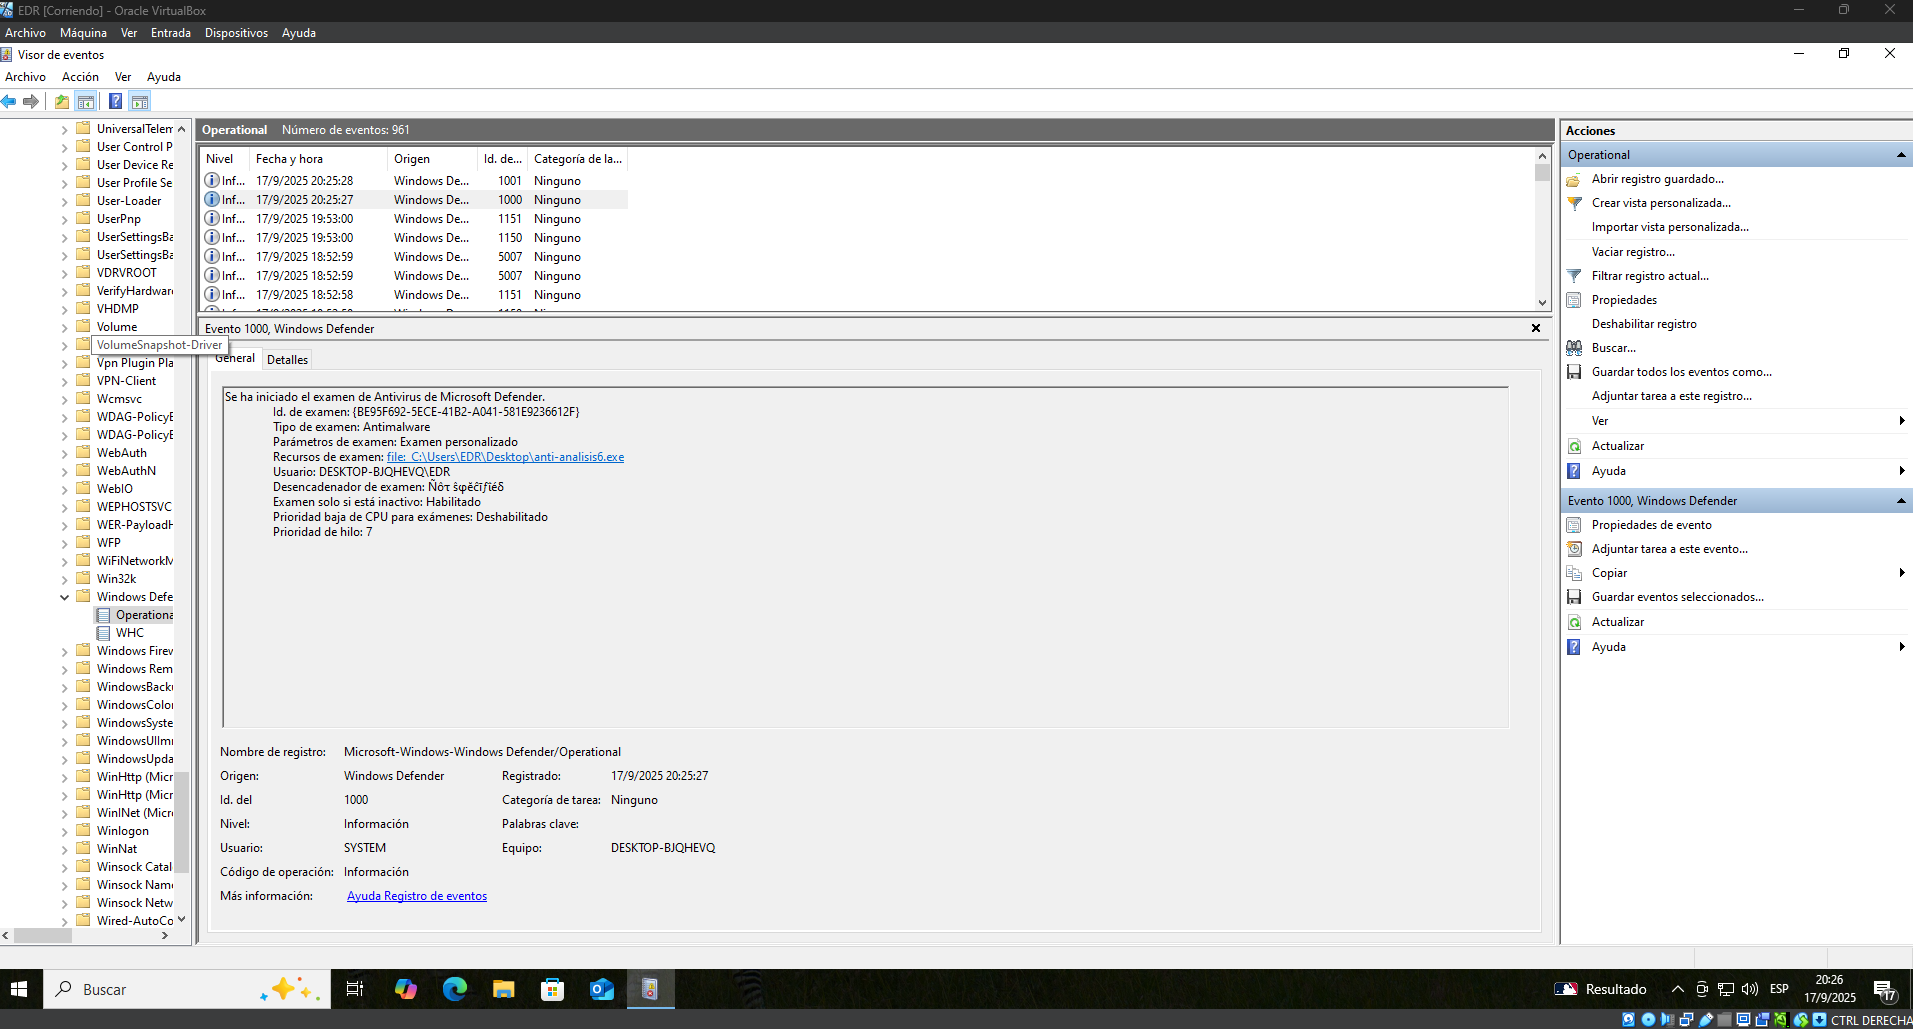 EDR [Corriendo] - Oracle VirtualBox
Archivo Máquina Ver Entrada Dispositivos Ayuda
Visor de eventos
Archivo Acción Ver Ayuda
UniversalTelem
User Control P
User Device Re
User Profile Se
User-Loader
UserPnp
UserSettingsBa
UserSettingsBa
VDRVROOT
VerifyHardwar
VHDMP
Volume
VolumeSnapshot-Driver
Vpn Plugin Pla
VPN-Client
Wcmsvc
WDAG-PolicyE
WDAG-PolicyE
WebAuth
WebAuthN
WebIO
WEPHOSTSVC
WER-PayloadH
WFP
WiFiNetworkM
Win32k
Windows Defe
Operationa
WHC
Windows Firev
Windows Rem
WindowsBack
WindowsColor
WindowsSyste
WindowsUIImr
WindowsUpda
WinHttp (Micr
WinHttp (Micr
WinINet (Micr
Winlogon
WinNat
Winsock Catal
Winsock Nam
Winsock Netw
Wired-AutoCo
Operational Número de eventos: 961
Nivel Fecha y hora Origen Id. de... Categoría de la...
Inf... 17/9/2025 20:25:28 Windows De... 1001 Ninguno
Inf... 17/9/2025 20:25:27 Windows De... 1000 Ninguno
Inf... 17/9/2025 19:53:00 Windows De... 1151 Ninguno
Inf... 17/9/2025 19:53:00 Windows De... 1150 Ninguno
Inf... 17/9/2025 18:52:59 Windows De... 5007 Ninguno
Inf... 17/9/2025 18:52:59 Windows De... 5007 Ninguno
Inf... 17/9/2025 18:52:58 Windows De... 1151 Ninguno
Evento 1000, Windows Defender
General Detalles
Se ha iniciado el examen de Antivirus de Microsoft Defender.
Id. de examen: {BE95F692-5ECE-41B2-A041-581E9236612F}
Tipo de examen: Antimalware
Parámetros de examen: Examen personalizado
Recursos de examen: file:_C:\Users\EDR\Desktop\anti-analisis6.exe
Usuario: DESKTOP-BJQHEVQ\EDR
Desencadenador de examen: Ñôτ ŝφěĉīƒîéδ
Examen solo si está inactivo: Habilitado
Prioridad baja de CPU para exámenes: Deshabilitado
Prioridad de hilo: 7
Nombre de registro: Microsoft-Windows-Windows Defender/Operational
Origen: Windows Defender Registrado: 17/9/2025 20:25:27
Id. del 1000 Categoría de tarea: Ninguno
Nivel: Información Palabras clave:
Usuario: SYSTEM Equipo: DESKTOP-BJQHEVQ
Código de operación: Información
Más información: Ayuda Registro de eventos
Acciones
Operational
Abrir registro guardado...
Crear vista personalizada...
Importar vista personalizada...
Vaciar registro...
Filtrar registro actual...
Propiedades
Deshabilitar registro
Buscar...
Guardar todos los eventos como...
Adjuntar tarea a este registro...
Ver
Actualizar
Ayuda
Evento 1000, Windows Defender
Propiedades de evento
Adjuntar tarea a este evento...
Copiar
Guardar eventos seleccionados...
Actualizar
Ayuda
Buscar
Resultado
ESP
20:26
17/9/2025
17
CTRL DERECHA